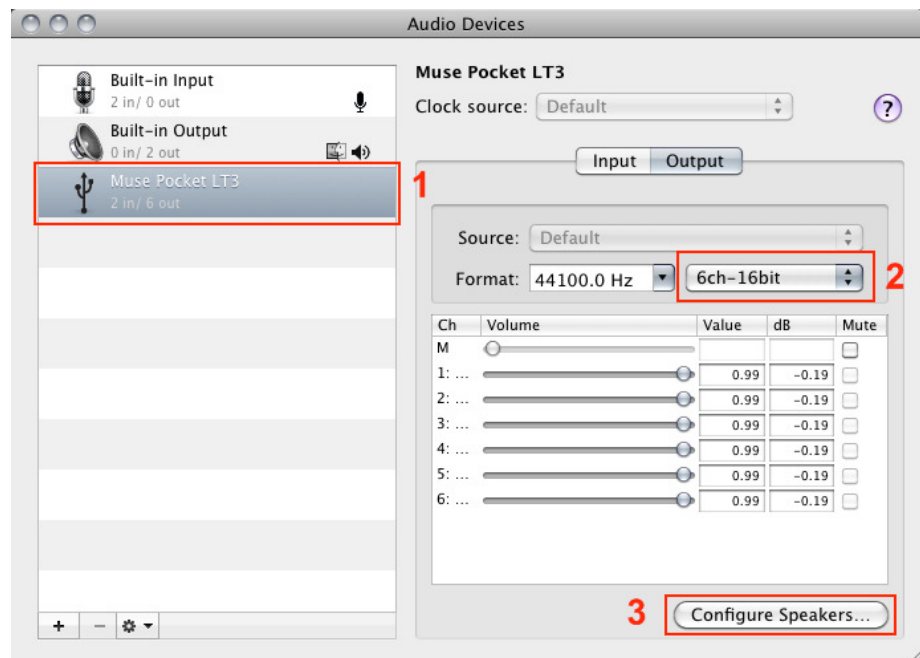 Audio Devices
Built-in Input
2 in/ 0 out
Built-in Output
0 in/ 2 out
Muse Pocket LT3
2 in/ 6 out
1
+ −
Muse Pocket LT3
Clock source: Default
?
Input Output
Source: Default
Format: 44100.0 Hz 6ch-16bit 2
Ch Volume Value dB Mute
M
1: ... 0.99 -0.19
2: ... 0.99 -0.19
3: ... 0.99 -0.19
4: ... 0.99 -0.19
5: ... 0.99 -0.19
6: ... 0.99 -0.19
3 Configure Speakers...